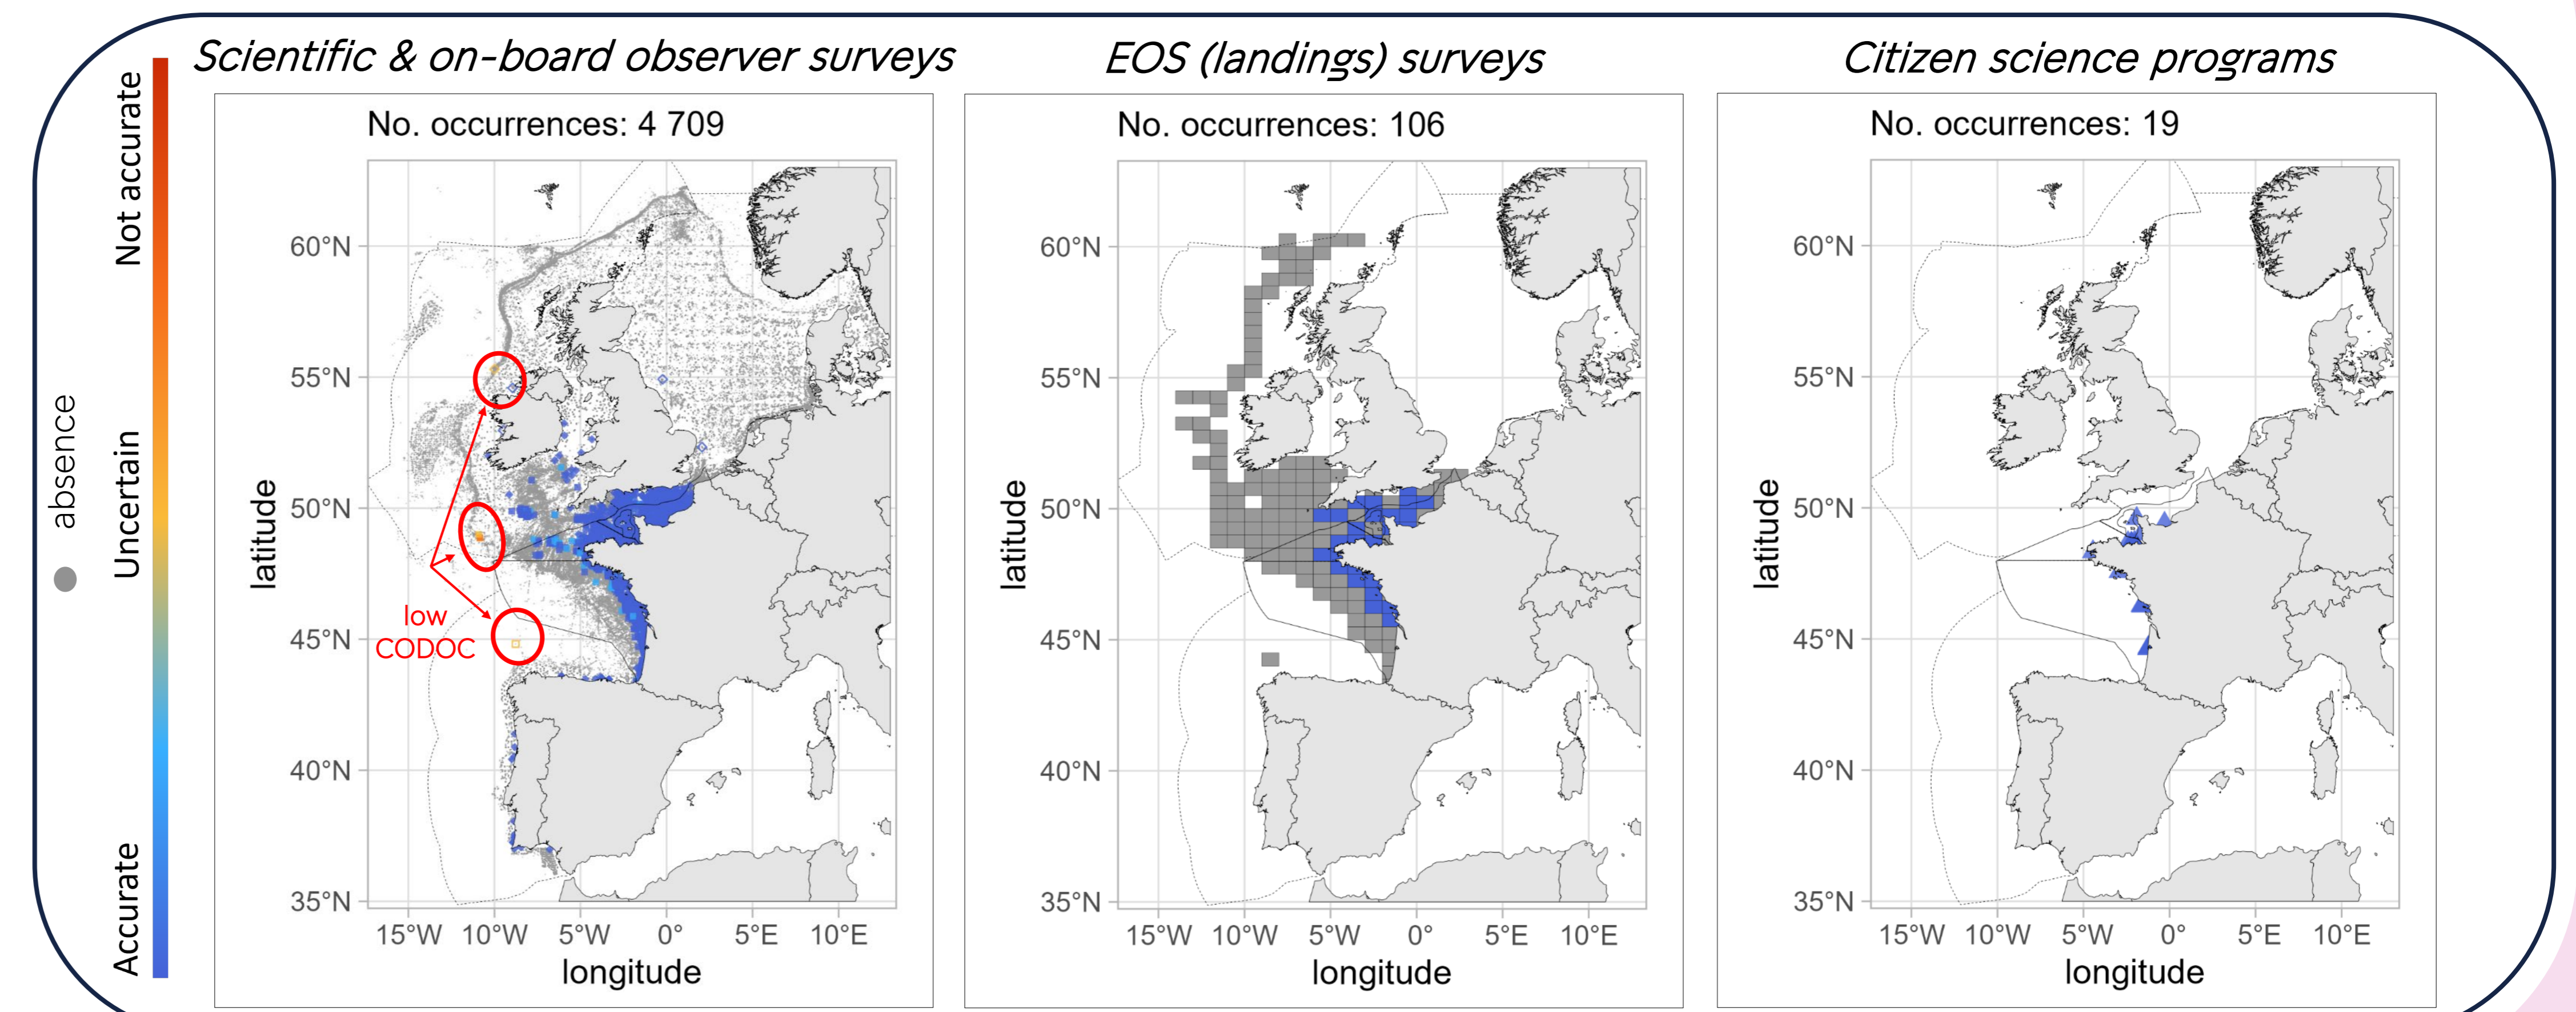 Scientific & on-board observer surveys
EOS (landings) surveys
Citizen science programs
Not accurate
Uncertain
Accurate
absence
No. occurrences: 4 709
60°N
55°N
50°N
45°N
40°N
35°N
latitude
15°W 10°W 5°W 0° 5°E 10°E
longitude
low
CODOC
No. occurrences: 106
60°N
55°N
50°N
45°N
40°N
35°N
latitude
15°W 10°W 5°W 0° 5°E 10°E
longitude
No. occurrences: 19
60°N
55°N
50°N
45°N
40°N
35°N
latitude
15°W 10°W 5°W 0° 5°E 10°E
longitude